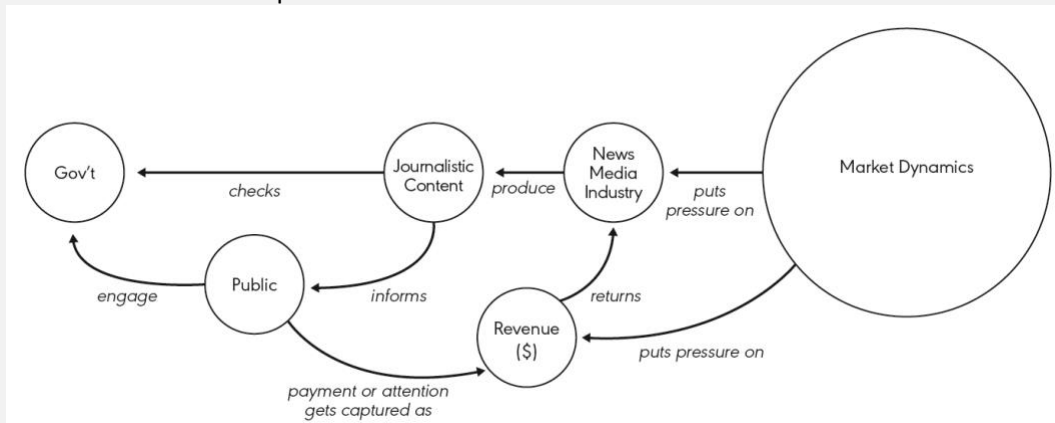 Gov't
checks
Journalistic
Content
produce
News
Media
Industry
puts
pressure on
Market Dynamics
engage
Public
informs
returns
Revenue
($)
puts pressure on
payment or attention
gets captured as